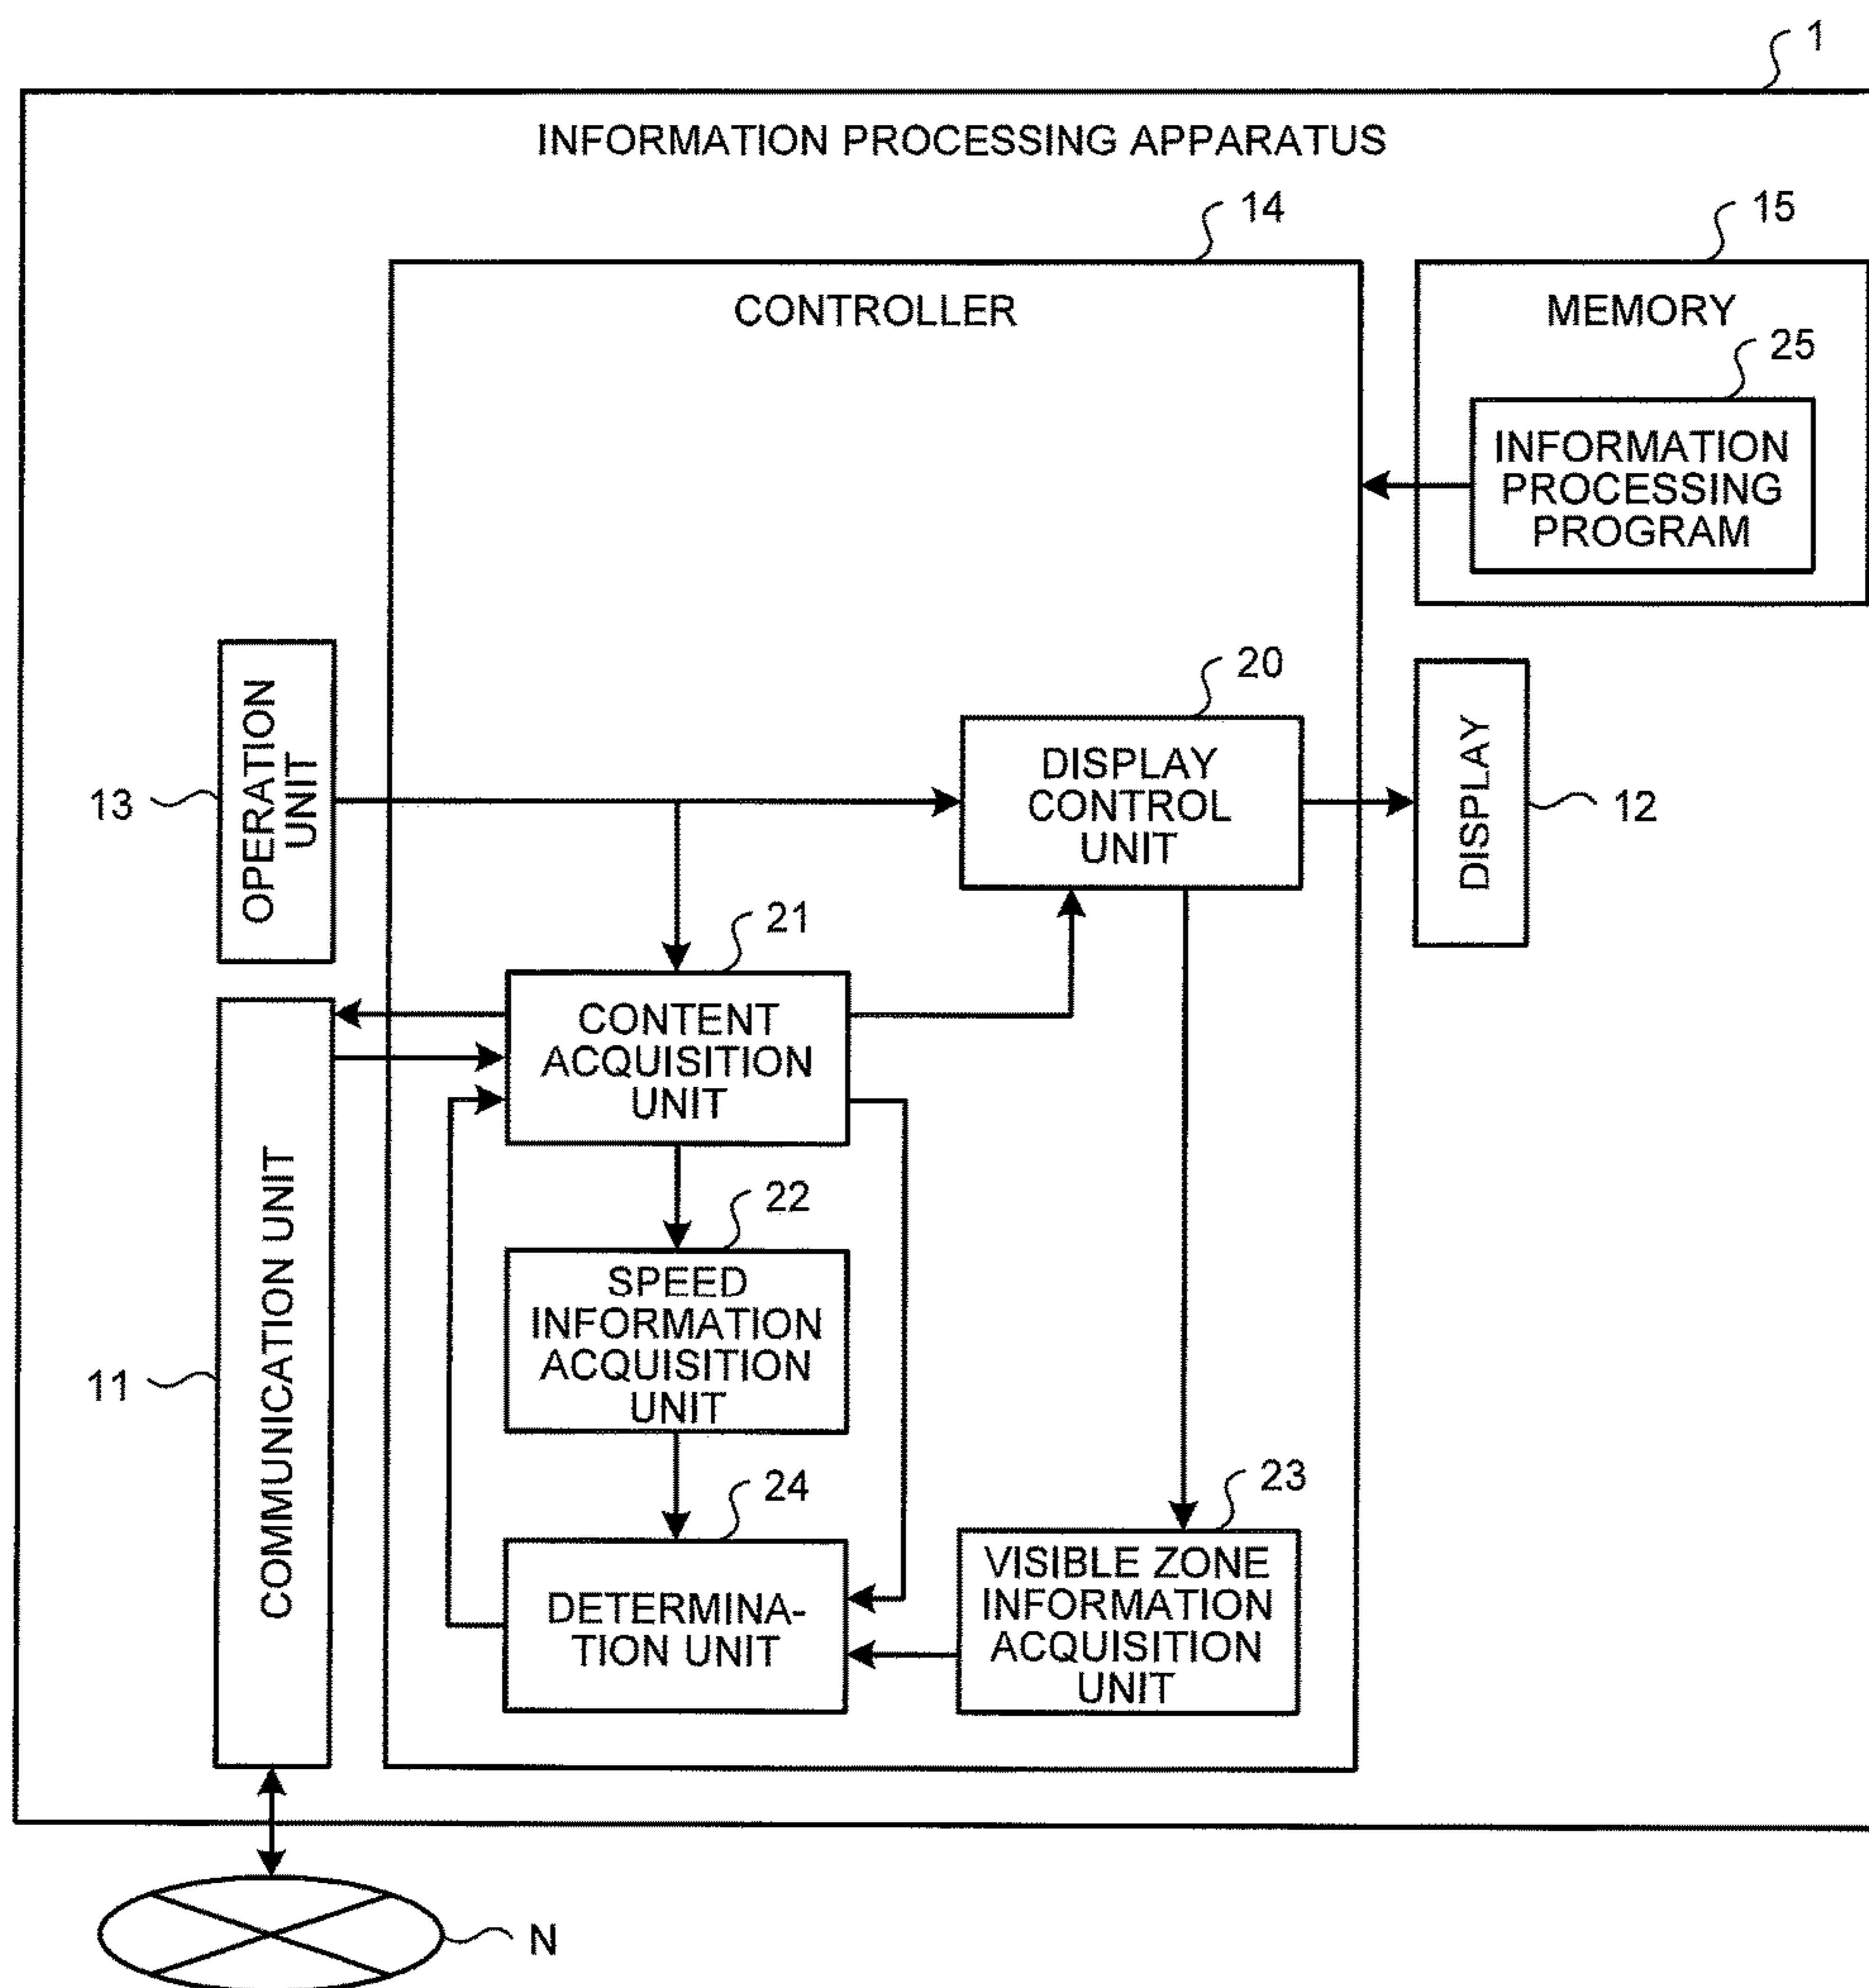 1
INFORMATION PROCESSING APPARATUS
14
15
CONTROLLER
MEMORY
25
INFORMATION
PROCESSING
PROGRAM
20
OPERATION
UNIT
13
DISPLAY
CONTROL
UNIT
DISPLAY
12
21
CONTENT
ACQUISITION
UNIT
22
SPEED
INFORMATION
ACQUISITION
UNIT
COMMUNICATION UNIT
11
24
23
DETERMINA-
TION UNIT
VISIBLE ZONE
INFORMATION
ACQUISITION
UNIT
N